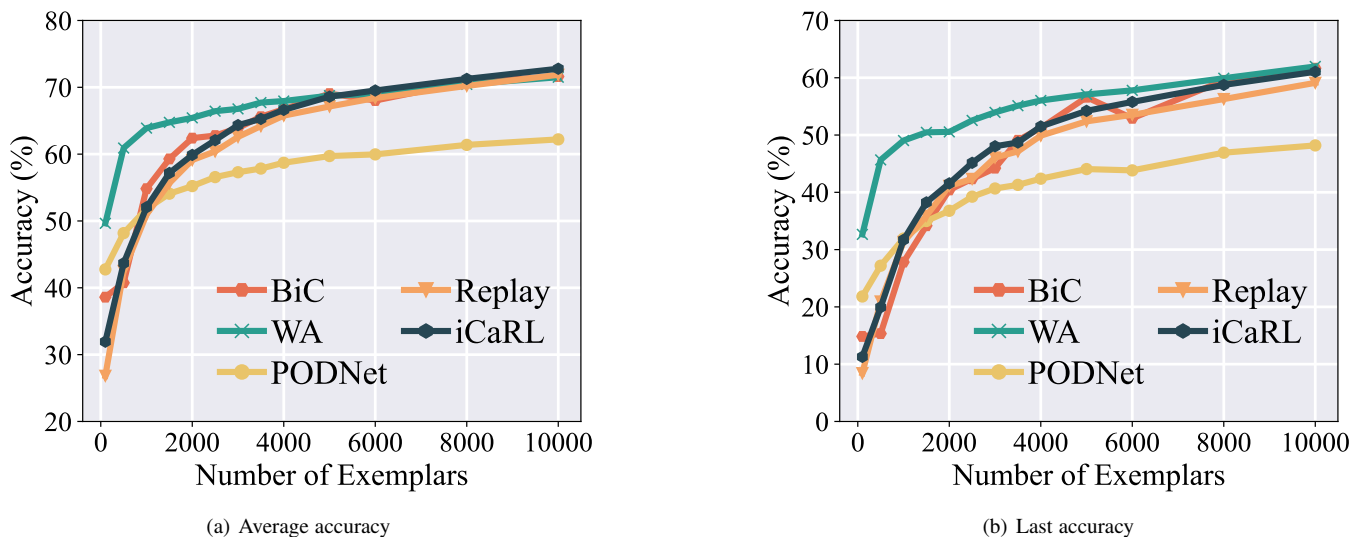 80
70
60
50
40
30
20
Accuracy (%)
BiC
WA
PODNet
Replay
iCaRL
0 2000 4000 6000 8000 10000
Number of Exemplars
(a) Average accuracy
70
60
50
40
30
20
10
0
Accuracy (%)
BiC
WA
PODNet
Replay
iCaRL
0 2000 4000 6000 8000 10000
Number of Exemplars
(b) Last accuracy